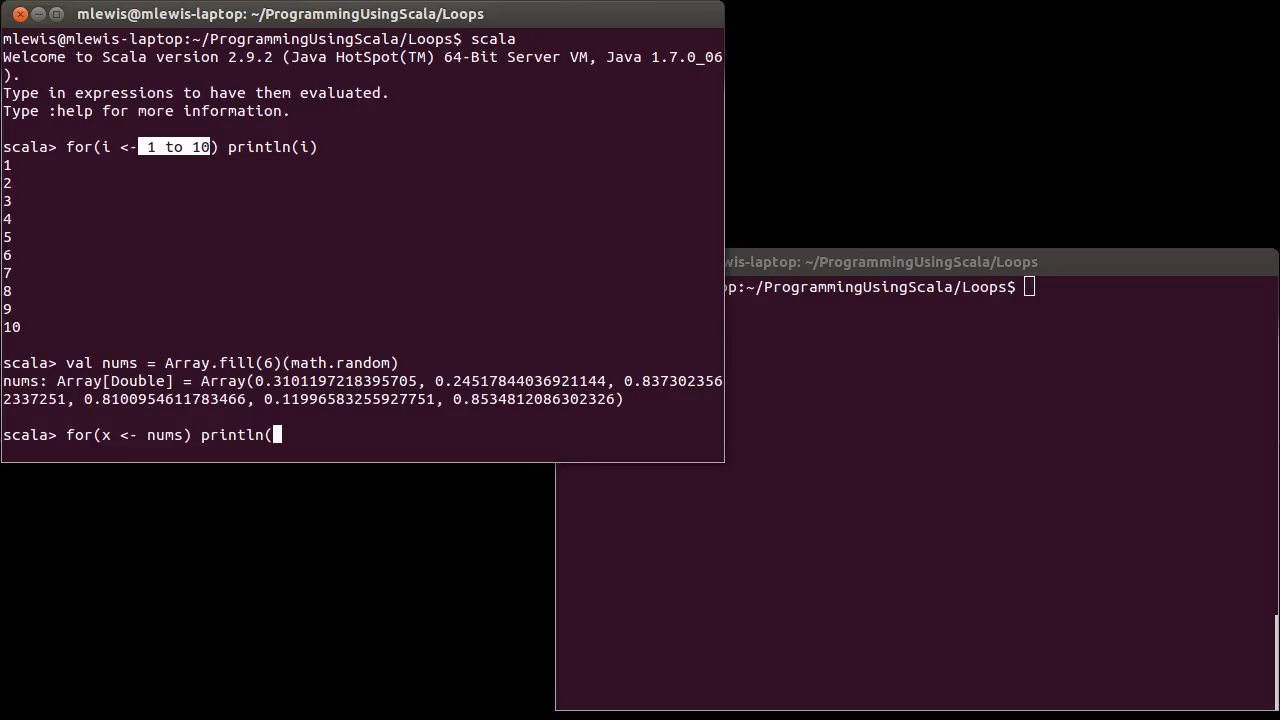 mlewis@mlewis-laptop: ~/ProgrammingUsingScala/Loops
mlewis@mlewis-laptop:~/ProgrammingUsingScala/Loops$ scala
Welcome to Scala version 2.9.2 (Java HotSpot(TM) 64-Bit Server VM, Java 1.7.0_06
).
Type in expressions to have them evaluated.
Type :help for more information.
scala> for(i <- 1 to 10) println(i)
1
2
3
4
5
6
7
8
9
10
scala> val nums = Array.fill(6)(math.random)
nums: Array[Double] = Array(0.3101197218395705, 0.24517844036921144, 0.837302356
2337251, 0.8100954611783466, 0.11996583255927751, 0.8534812086302326)
scala> for(x <- nums) println(
wis-laptop: ~/ProgrammingUsingScala/Loops
op:~/ProgrammingUsingScala/Loops$